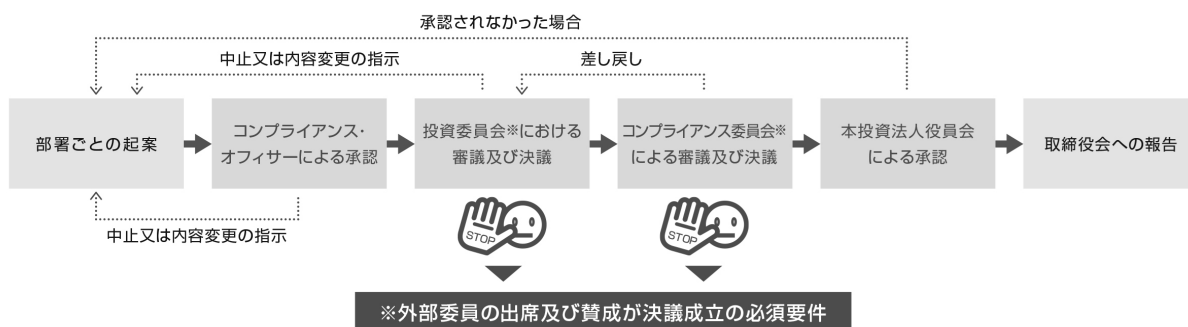 承認されなかった場合
中止又は内容変更の指示
差し戻し
部署ごとの起案
コンプライアンス・
オフィサーによる承認
投資委員会※における
審議及び決議
コンプライアンス委員会※
による審議及び決議
本投資法人役員会
による承認
取締役会への報告
中止又は内容変更の指示
STOP
STOP
※外部委員の出席及び賛成が決議成立の必須要件